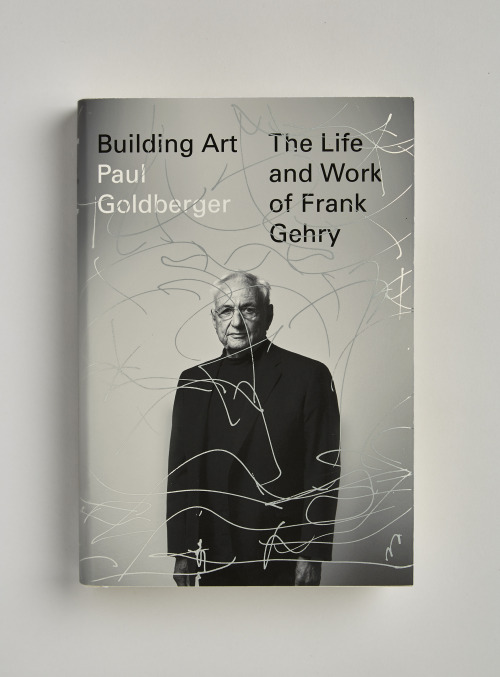 Building Art
Paul
Goldberger
The Life
and Work
of Frank
Gehry